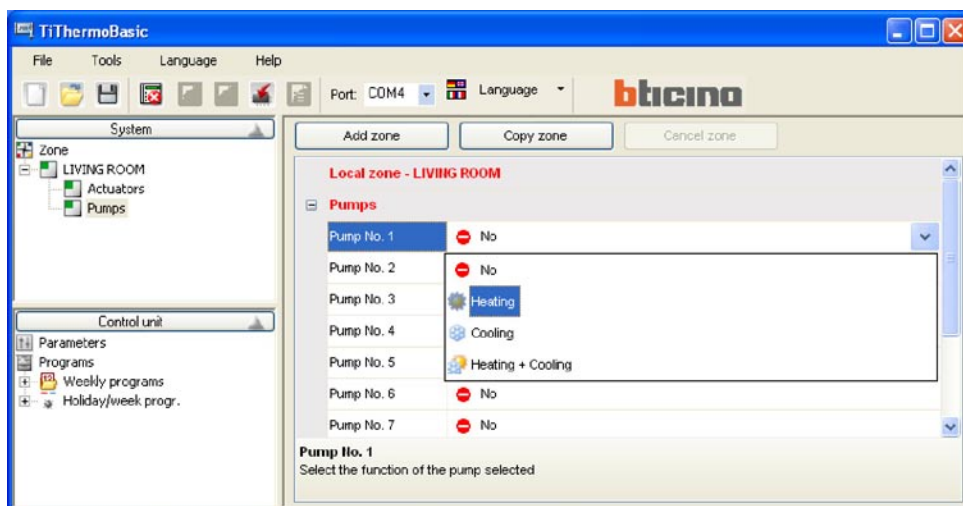 TiThermoBasic
File Tools Language Help
Port: COM4 Language bticino
System
Zone
LIVING ROOM
Actuators
Pumps
Control unit
Parameters
Programs
Weekly programs
Holiday/week progr.
Add zone Copy zone Cancel zone
Local zone - LIVING ROOM
Pumps
Pump No. 1 No
Pump No. 2 No
Pump No. 3 Heating
Pump No. 4 Cooling
Pump No. 5 Heating + Cooling
Pump No. 6 No
Pump No. 7 No
Pump No. 1
Select the function of the pump selected